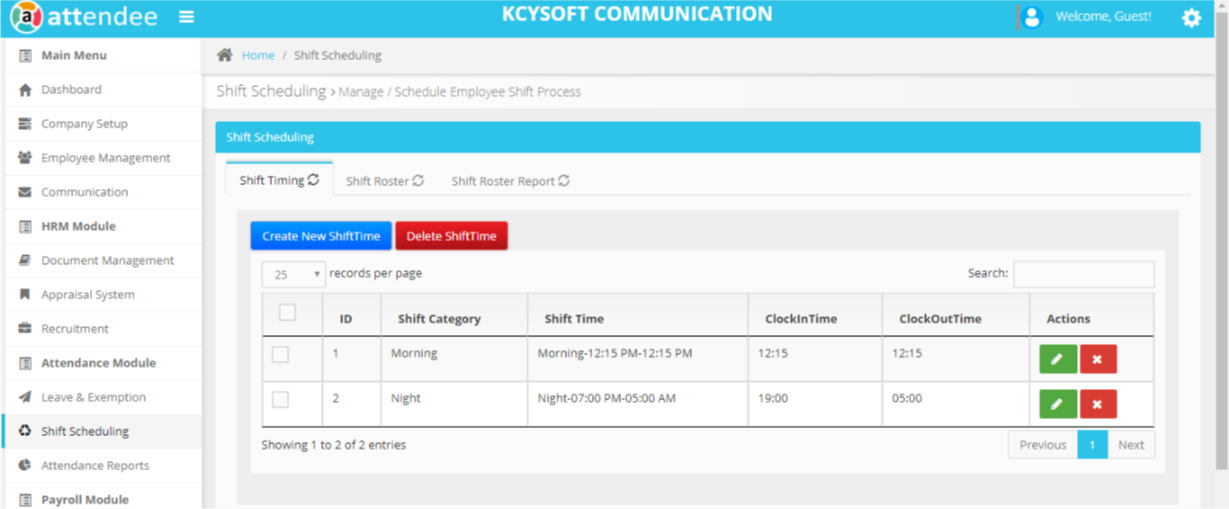 attendee
KCYSOFT COMMUNICATION
Welcome, Guest!
Main Menu
Dashboard
Company Setup
Employee Management
Communication
HRM Module
Document Management
Appraisal System
Recruitment
Attendance Module
Leave & Exemption
Shift Scheduling
Attendance Reports
Payroll Module
Home / Shift Scheduling
Shift Scheduling › Manage / Schedule Employee Shift Process
Shift Scheduling
Shift Timing Shift Roster Shift Roster Report
Create New ShiftTime Delete ShiftTime
25 records per page Search:
ID Shift Category Shift Time ClockInTime ClockOutTime Actions
1 Morning Morning-12:15 PM-12:15 PM 12:15 12:15
2 Night Night-07:00 PM-05:00 AM 19:00 05:00
Showing 1 to 2 of 2 entries Previous 1 Next